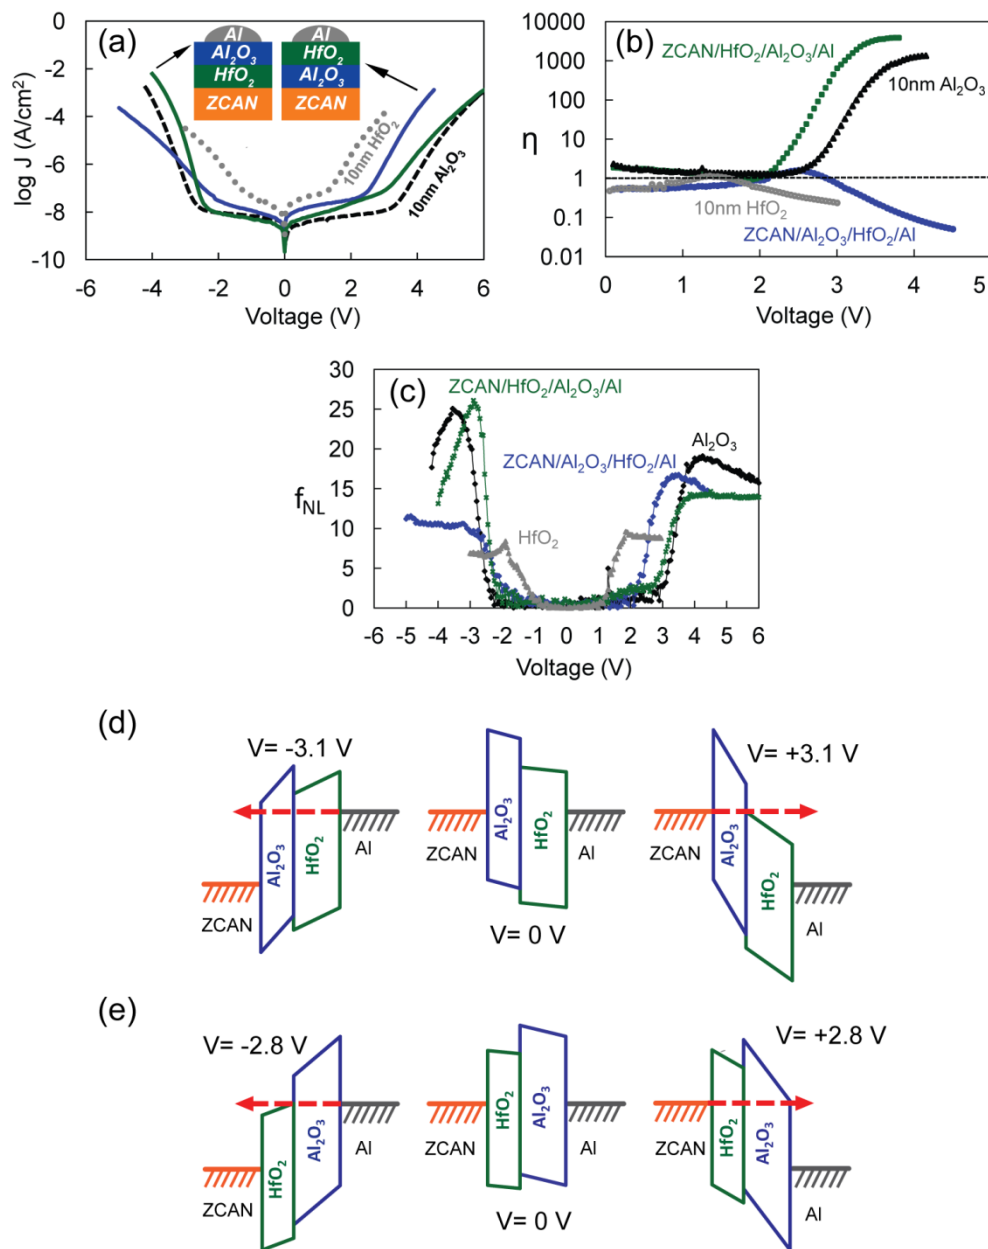 (a)
log J (A/cm²)
-2
-4
-6
-8
-10
0
-6 -4 -2 0 2 4 6
Voltage (V)
Al
Al₂O₃
HfO₂
ZCAN
Al
HfO₂
Al₂O₃
ZCAN
10nm HfO₂
10nm Al₂O₃
(b)
η
10000
1000
100
10
1
0.1
0.01
0 1 2 3 4 5
Voltage (V)
ZCAN/HfO₂/Al₂O₃/Al
10nm Al₂O₃
10nm HfO₂
ZCAN/Al₂O₃/HfO₂/Al
(c)
f_NL
30
25
20
15
10
5
0
-6 -5 -4 -3 -2 -1 0 1 2 3 4 5 6
Voltage (V)
ZCAN/HfO₂/Al₂O₃/Al
Al₂O₃
ZCAN/Al₂O₃/HfO₂/Al
HfO₂
(d)
V= -3.1 V
Al₂O₃
HfO₂
Al
ZCAN
Al₂O₃
HfO₂
ZCAN
Al
V= 0 V
V= +3.1 V
ZCAN
Al₂O₃
HfO₂
Al
(e)
V= -2.8 V
HfO₂
Al₂O₃
Al
ZCAN
HfO₂
Al₂O₃
ZCAN
Al
V= 0 V
V= +2.8 V
ZCAN
HfO₂
Al₂O₃
Al